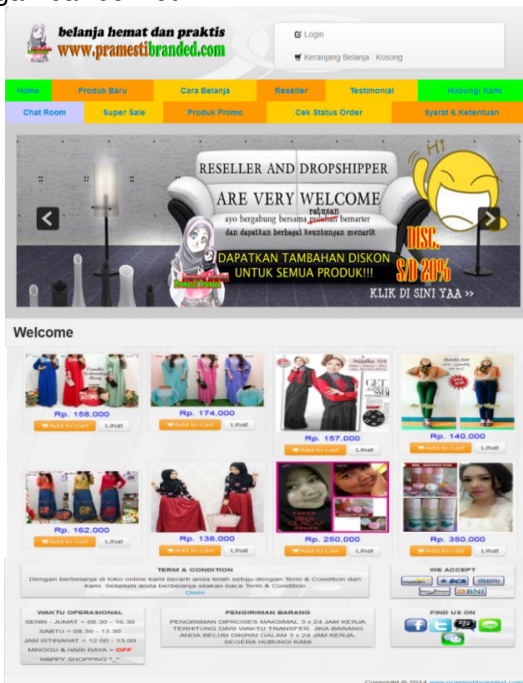 belanja hemat dan praktis
www.pramestibranded.com
Login
Keranjang Belanja : Kosong
Home Produk Baru Cara Belanja Reseller Testimonial Hubungi Kami
Chat Room Super Sale Produk Promo Cek Status Order Syarat & Ketentuan
Hi
RESELLER AND DROPSHIPPER
ARE VERY WELCOME
ratusan
ayo bergabung bersama puluhan bemarter
dan dapatkan berbagai keuntungan menarik
DAPATKAN TAMBAHAN DISKON
UNTUK SEMUA PRODUK!!!
DISC.
S/D 20%
KLIK DI SINI YAA >>
Welcome
Rp. 158.000 Rp. 174.000
Add to cart Lihat Add to cart Lihat
Rp. 157.000 Rp. 140.000
Add to cart Lihat Add to cart Lihat
Rp. 162.000 Rp. 138.000 Rp. 250.000 Rp. 350.000
Add to cart Lihat Add to cart Lihat Add to cart Lihat Add to cart Lihat
TERM & CONDITION
Dengan berbelanja di toko online kami berarti anda telah setuju dengan Term & Condition dari
kami. Sebelum anda berbelanja silakan baca Term & Condition
Disini
WE ACCEPT
BCA BRI
BNI
WAKTU OPERASIONAL
SENIN - JUMAT = 08.30 - 16.30
SABTU = 08.30 - 13.30
JAM ISTIRAHAT = 12.00 - 13.00
MINGGU & HARI RAYA = OFF
HAPPY SHOPPING ^_^
PENGIRIMAN BARANG
PENGIRIMAN DIPROSES MAKSIMAL 3 x 24 JAM KERJA
TERHITUNG DARI WAKTU TRANSFER. JIKA BARANG
ANDA BELUM DIKIRIM DALAM 3 x 24 JAM KERJA,
SEGERA HUBUNGI KAMI
FIND US ON
Copyright © 2014 www.pramestibranded.com